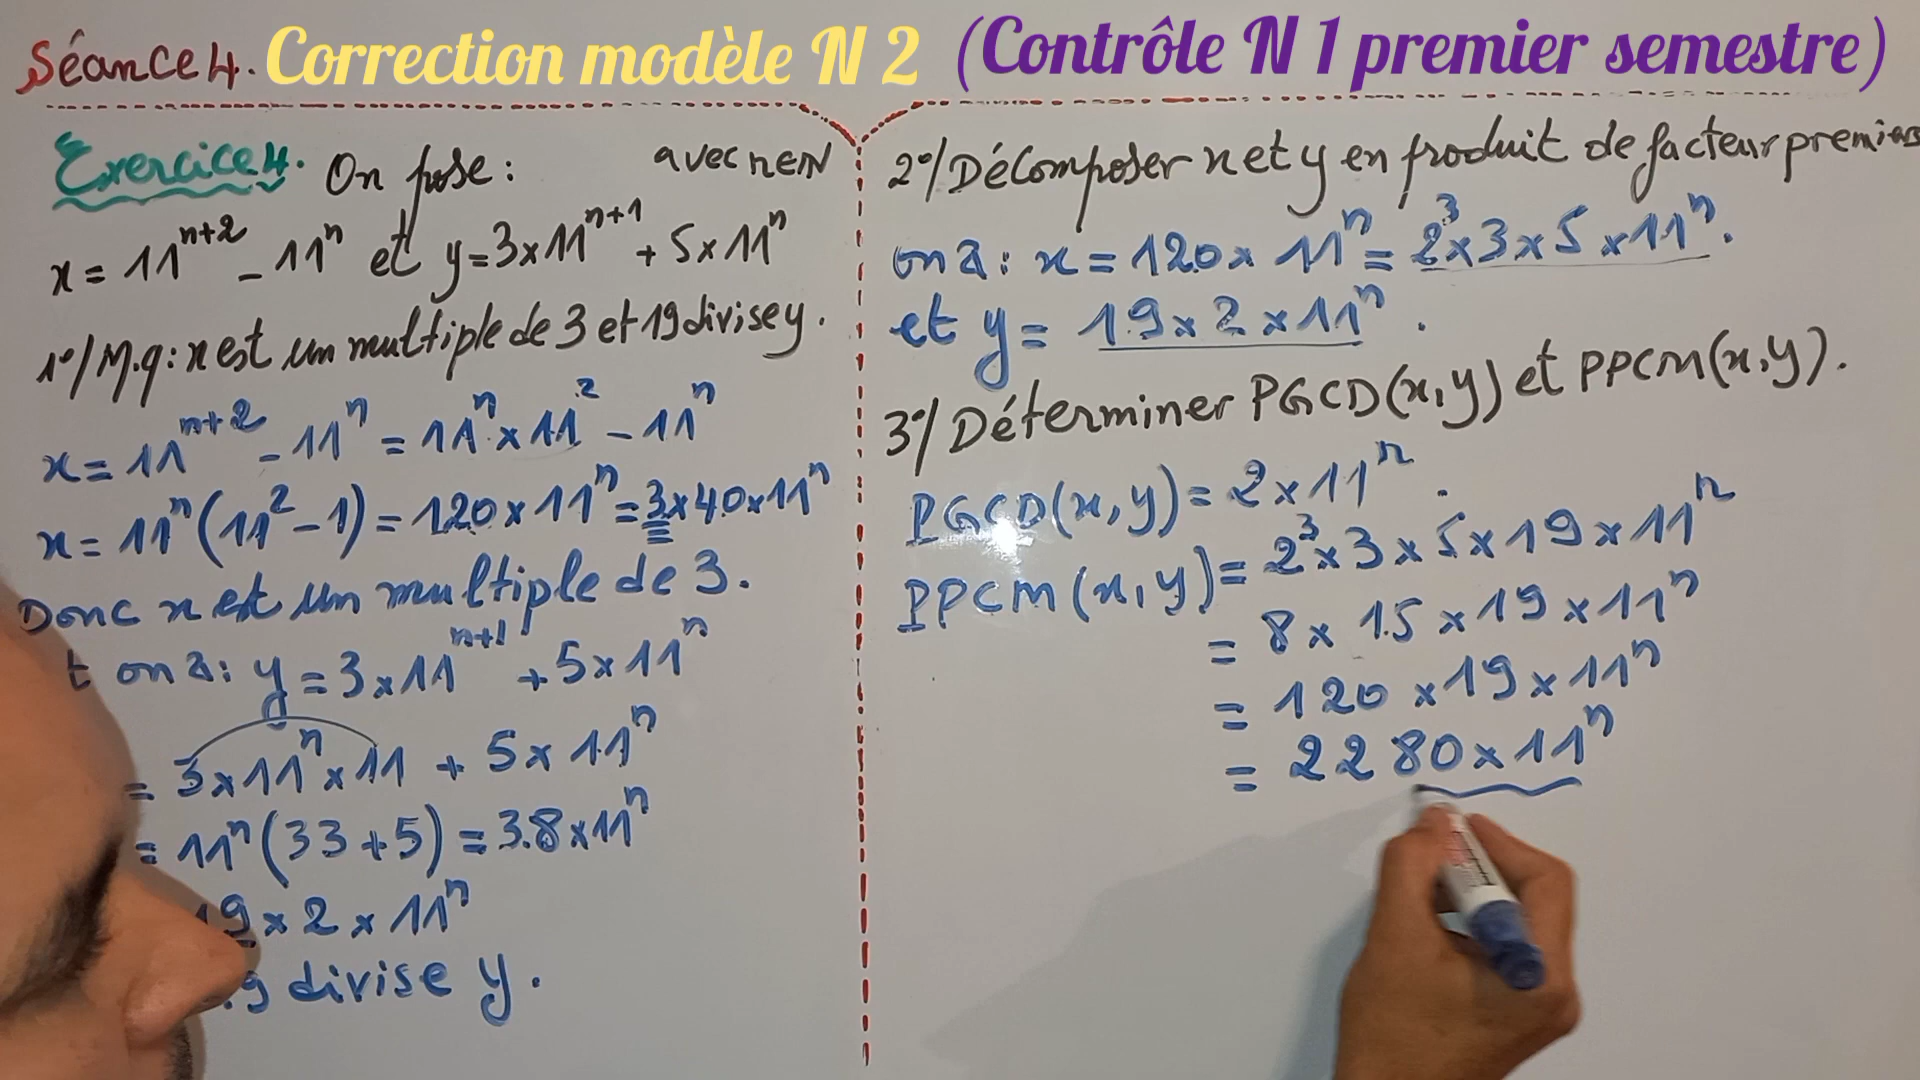 Séance 4. Correction modèle N 2 (Contrôle N 1 premier semestre)
Exercice 4. On pose : avec n∈ℕ
x = 11^{n+2} - 11^n et y = 3×11^{n+1} + 5×11^n
1°/ M.q : x est un multiple de 3 et 19 divise y.
x = 11^{n+2} - 11^n = 11^n × 11^2 - 11^n
x = 11^n (11^2 - 1) = 120 × 11^n = 3×40×11^n
Donc x est un multiple de 3.
t on a : y = 3×11^{n+1} + 5×11^n
= 3×11^n×11 + 5×11^n
= 11^n (33+5) = 38×11^n
19 × 2 × 11^n
9 divise y.
2°/ Décomposer x et y en produit de facteur premiers
on a : x = 120 × 11^n = 2^3×3×5×11^n.
et y = 19×2×11^n.
3°/ Déterminer PGCD(x,y) et PPCM(x,y).
PGCD(x,y) = 2×11^n.
PPCM(x,y) = 2^3×3×5×19×11^n
= 8 × 15 × 19 × 11^n
= 120 × 19 × 11^n
= 2280 × 11^n